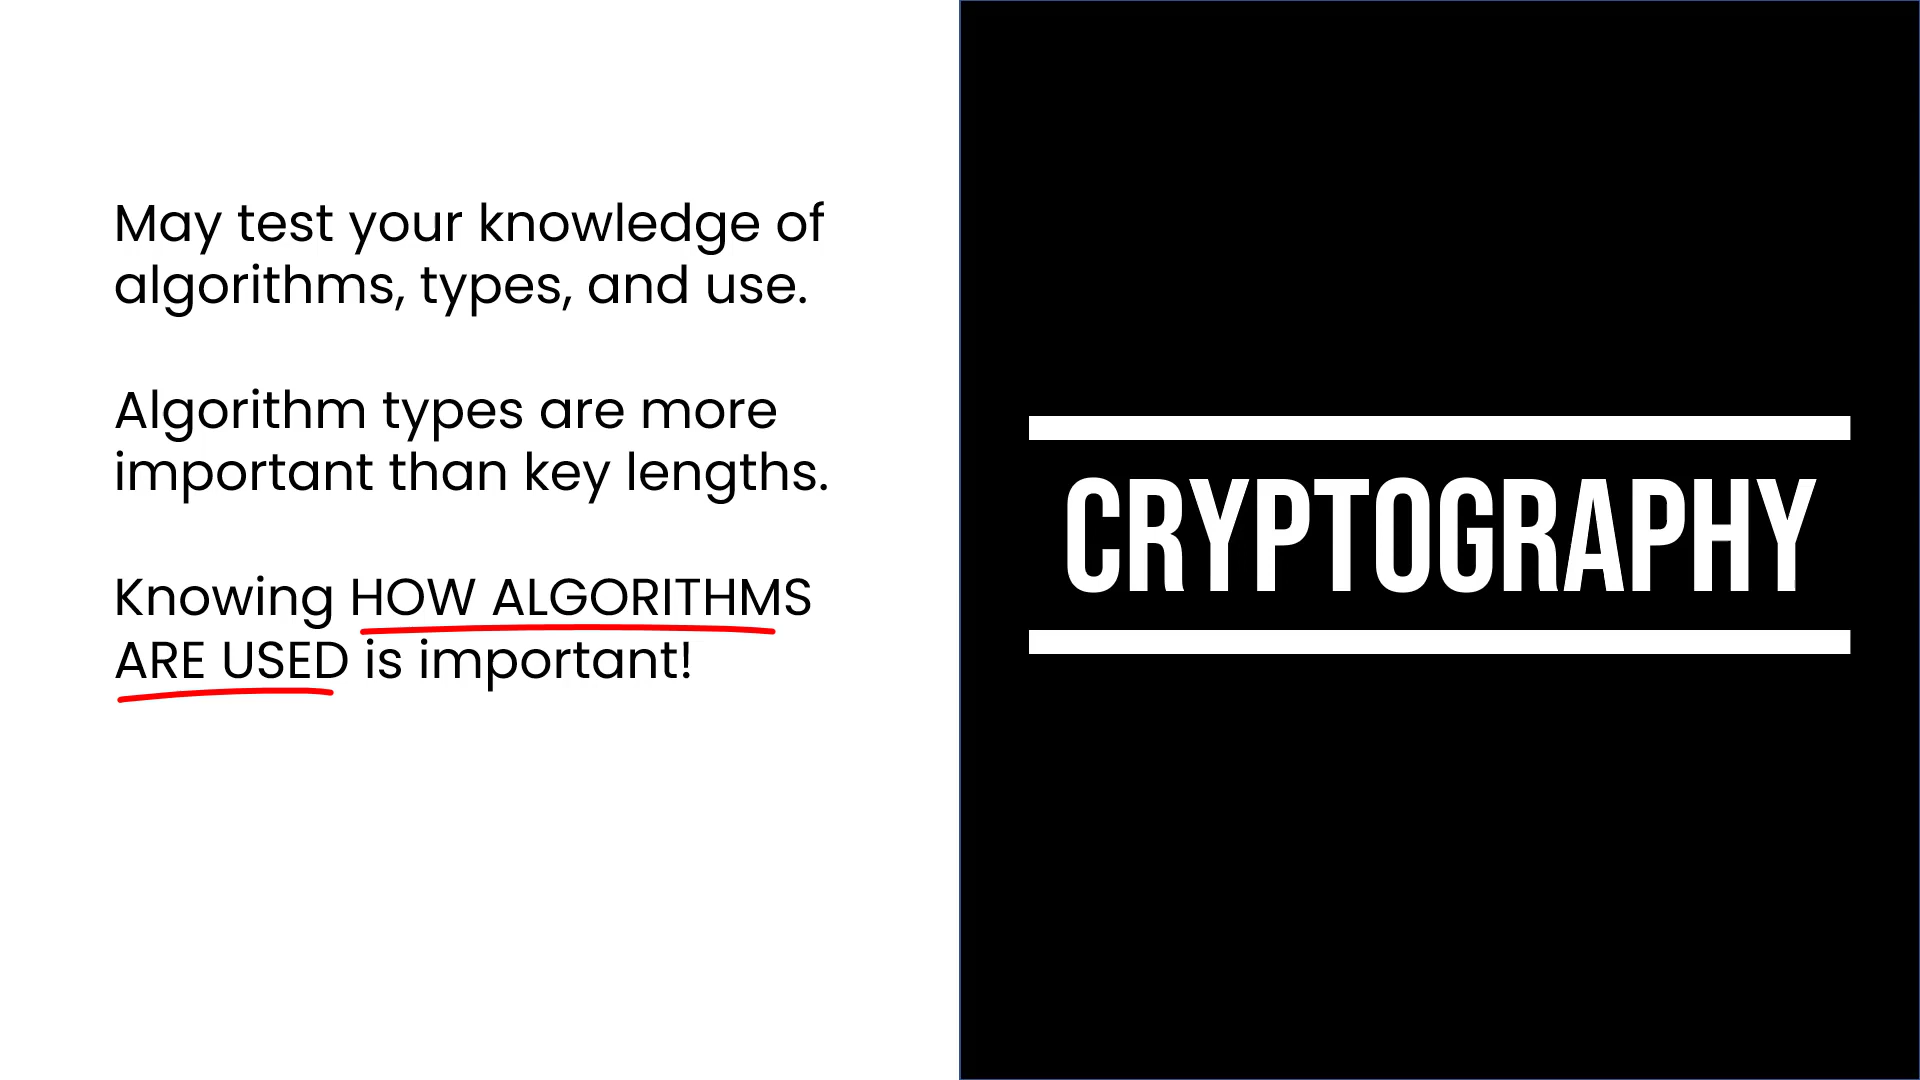 May test your knowledge of
algorithms, types, and use.
Algorithm types are more
important than key lengths.
Knowing HOW ALGORITHMS
ARE USED is important!
CRYPTOGRAPHY